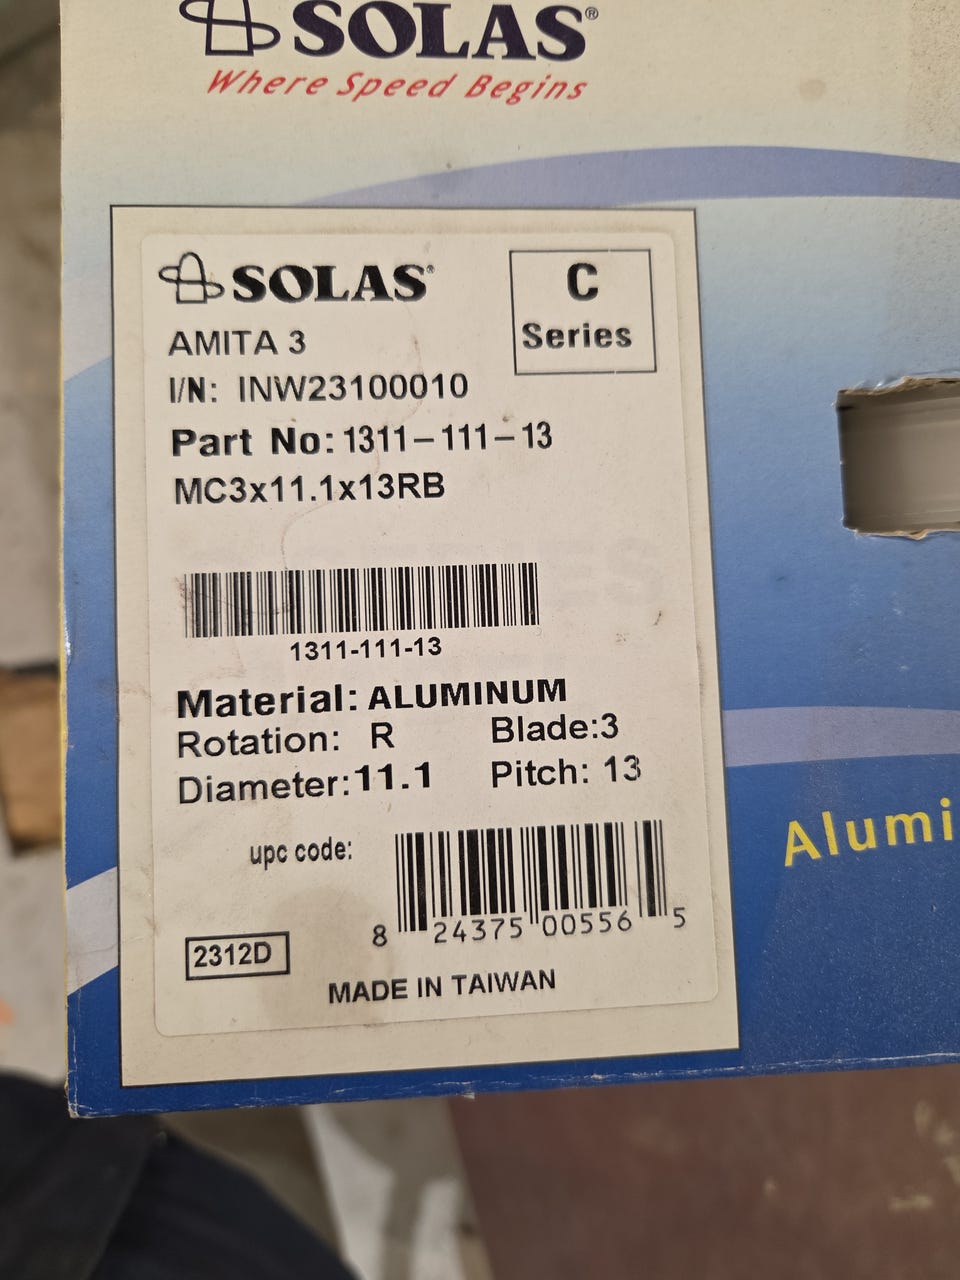 SOLAS®
Where Speed Begins
SOLAS®
C
Series
AMITA 3
I/N: INW23100010
Part No: 1311-111-13
MC3x11.1x13RB
1311-111-13
Material: ALUMINUM
Rotation: R Blade:3
Diameter:11.1 Pitch: 13
Alumi
upc code:
8 24375 00556 5
2312D
MADE IN TAIWAN